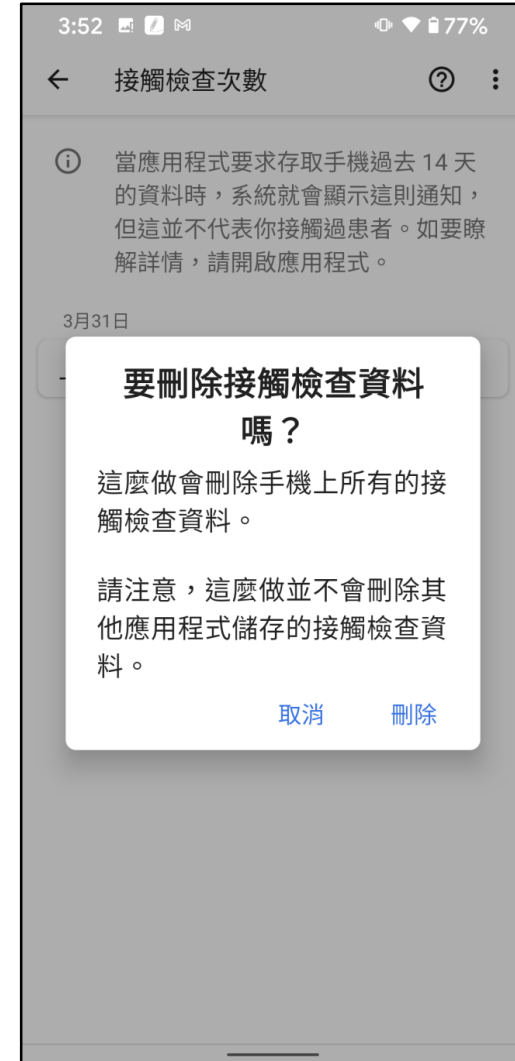 3:52 77%
接觸檢查次數
當應用程式要求存取手機過去 14 天
的資料時，系統就會顯示這則通知，
但這並不代表你接觸過患者。如要瞭
解詳情，請開啟應用程式。
3月31日
要刪除接觸檢查資料
嗎？
這麼做會刪除手機上所有的接
觸檢查資料。
請注意，這麼做並不會刪除其
他應用程式儲存的接觸檢查資
料。
取消 刪除